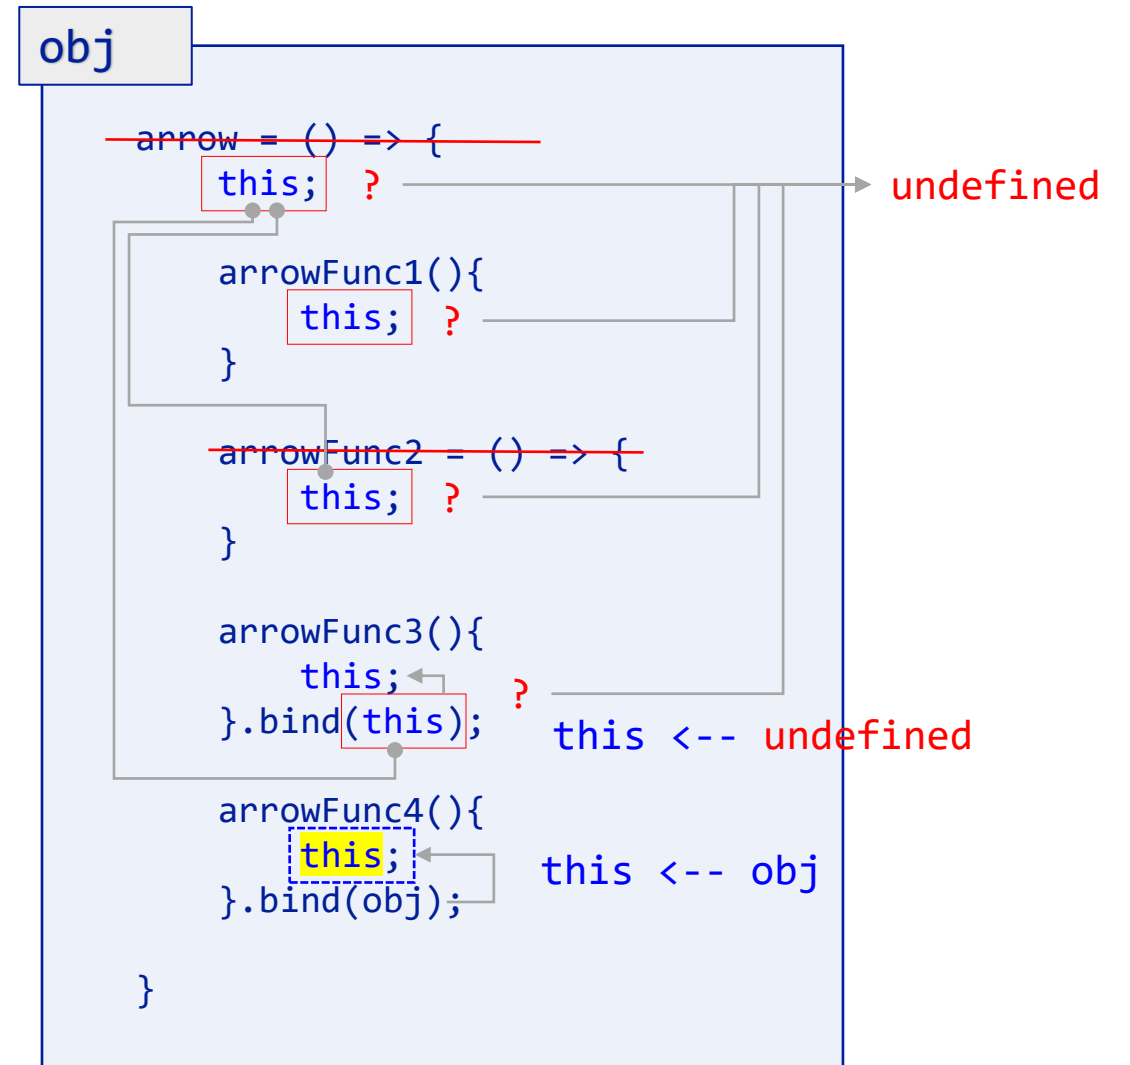 obj
arrow = () => {
this; ? undefined
arrowFunc1(){
this; ?
}
arrowFunc2 = () => {
this; ?
}
arrowFunc3(){
this; ?
}.bind(this); this <-- undefined
arrowFunc4(){
this; this <-- obj
}.bind(obj);
}